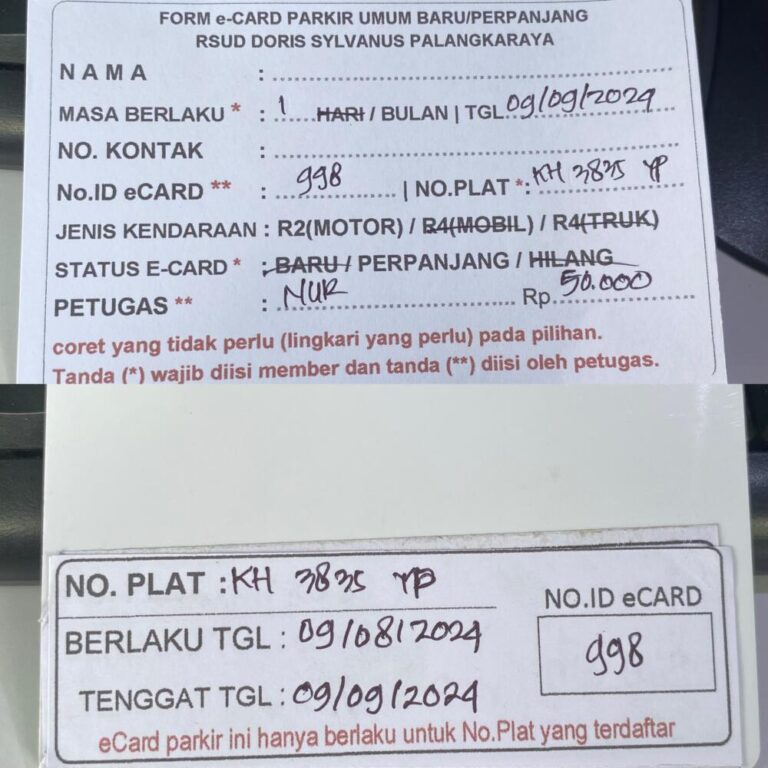 FORM e-CARD PARKIR UMUM BARU/PERPANJANG
RSUD DORIS SYLVANUS PALANGKARAYA
N A M A :
MASA BERLAKU * : 1 HARI / BULAN | TGL 09/09/2024
NO. KONTAK :
No.ID eCARD ** : 998 | NO.PLAT *: KH 3835 YP
JENIS KENDARAAN : R2(MOTOR) / R4(MOBIL) / R4(TRUK)
STATUS E-CARD * : BARU / PERPANJANG / HILANG
PETUGAS ** : NUR Rp. 50.000
coret yang tidak perlu (lingkari yang perlu) pada pilihan.
Tanda (*) wajib diisi member dan tanda (**) diisi oleh petugas.
NO. PLAT : KH 3835 YP
NO.ID eCARD
998
BERLAKU TGL : 09/08/2024
TENGGAT TGL : 09/09/2024
eCard parkir ini hanya berlaku untuk No.Plat yang terdaftar